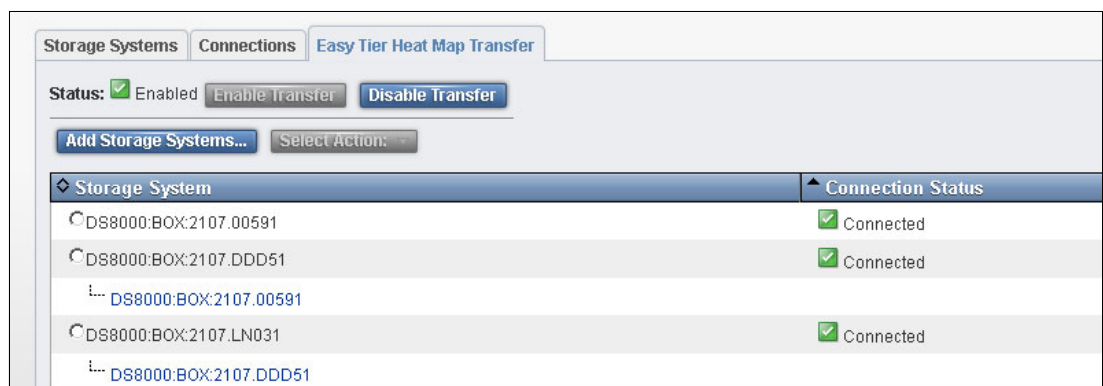 Storage Systems Connections Easy Tier Heat Map Transfer
Status: Enabled Enable Transfer Disable Transfer
Add Storage Systems... Select Action:
Storage System Connection Status
DS8000:BOX:2107.00591 Connected
DS8000:BOX:2107.DDD51 Connected
DS8000:BOX:2107.00591
DS8000:BOX:2107.LN031 Connected
DS8000:BOX:2107.DDD51